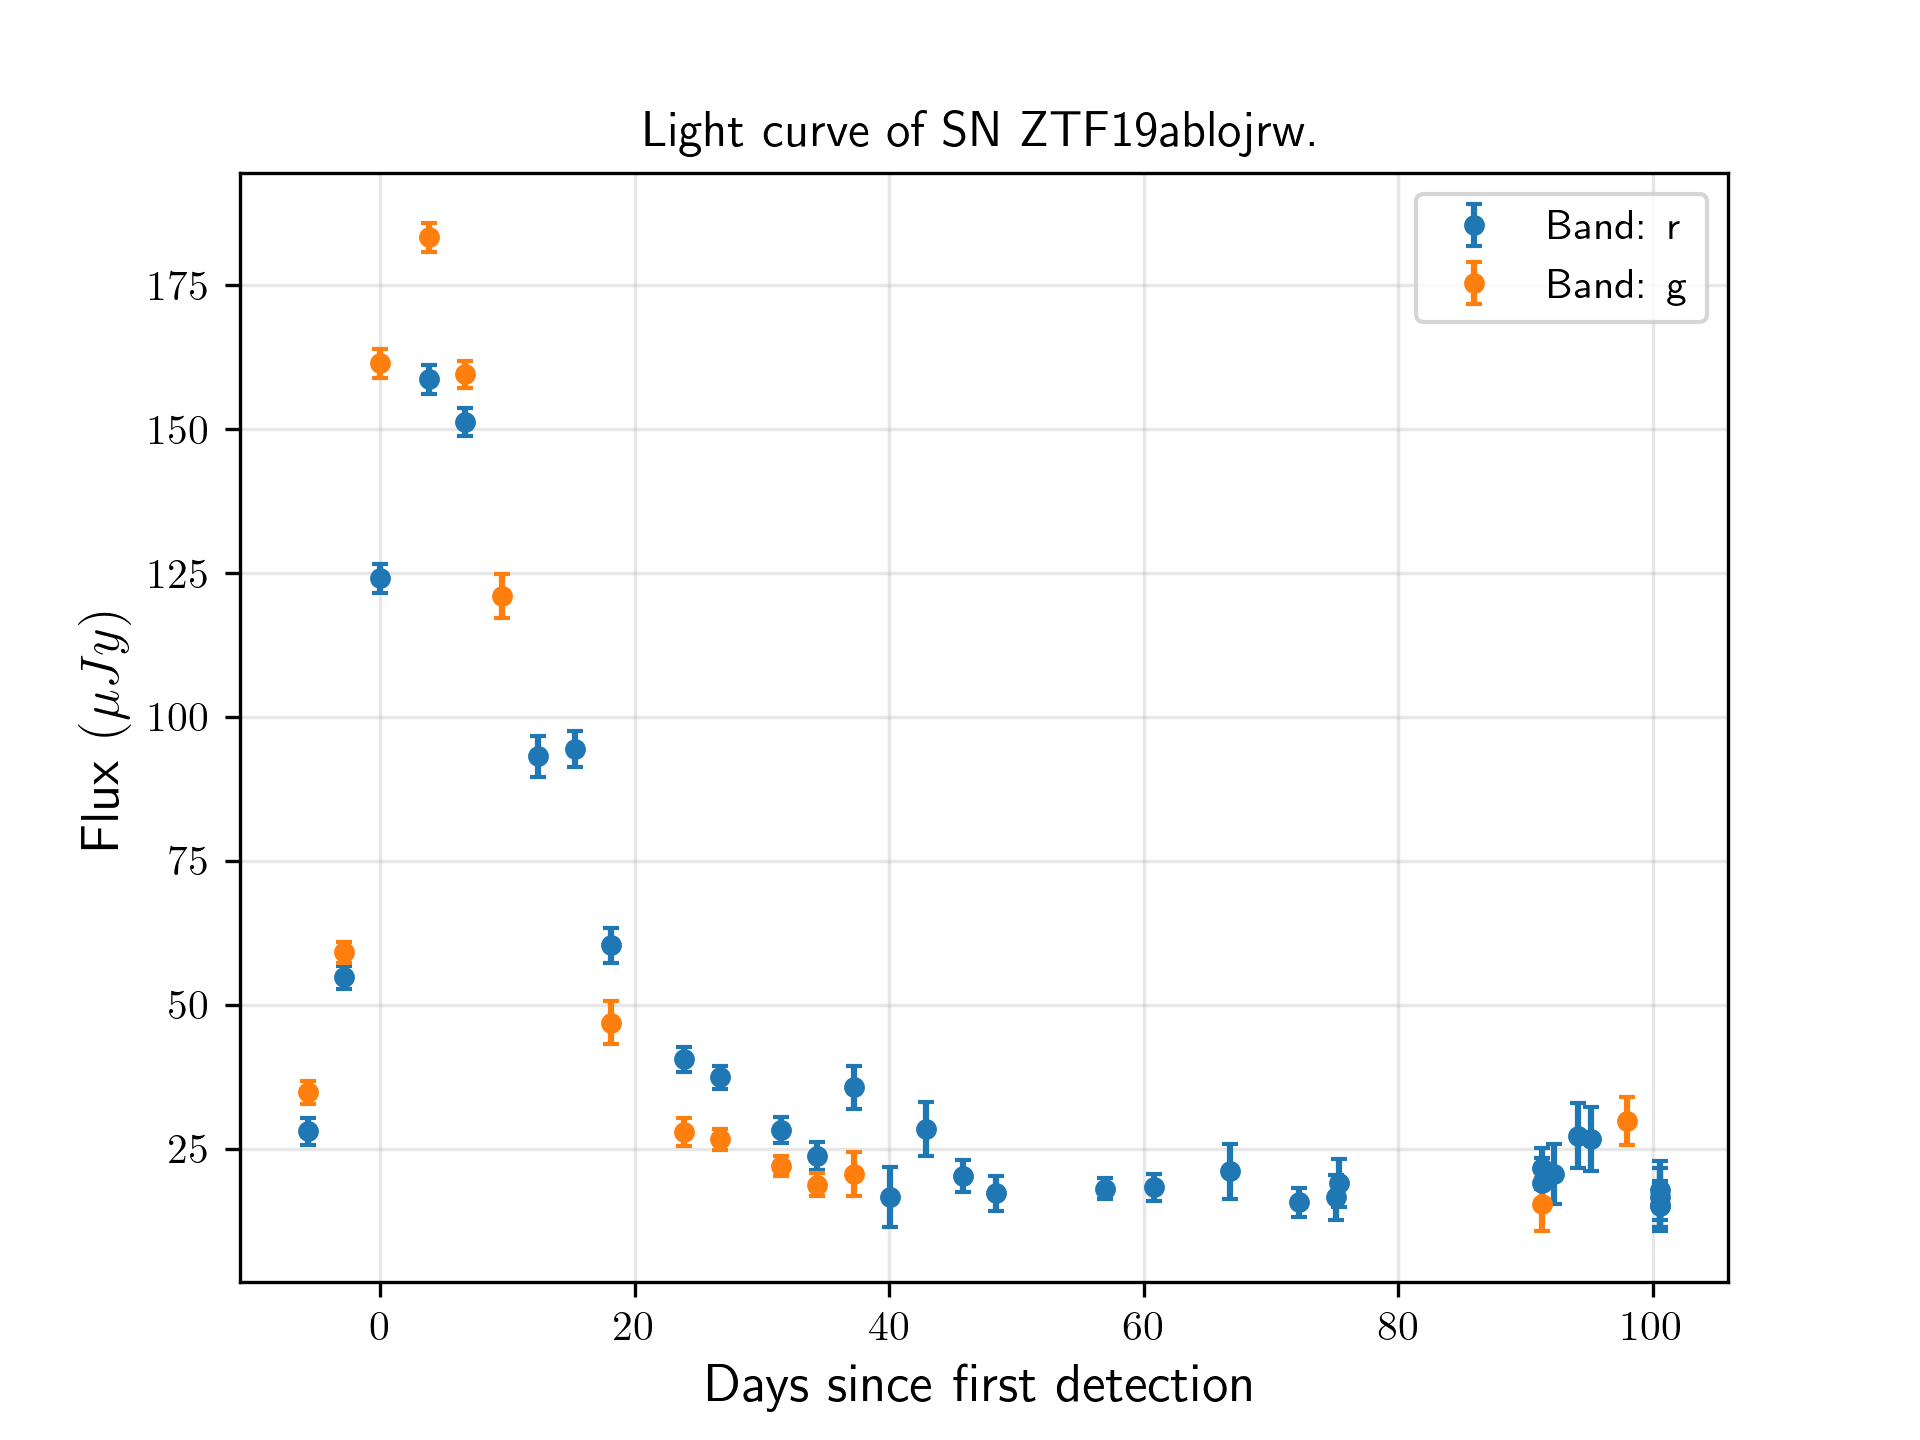 Light curve of SN ZTF19ablojrw.
Band: r
Band: g
175
150
125
100
75
50
25
Flux (μJy)
0 20 40 60 80 100
Days since first detection